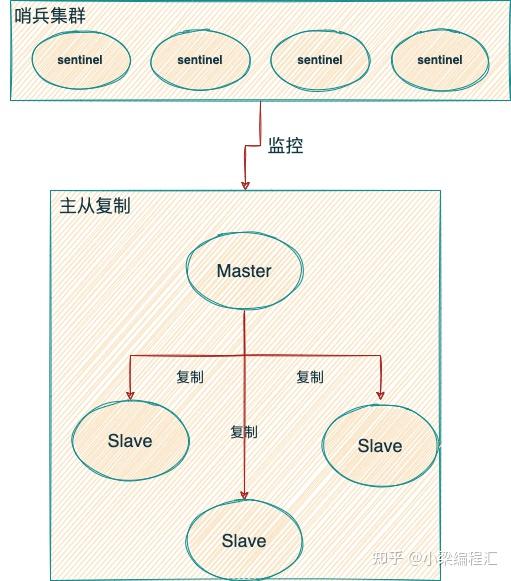 哨兵集群
sentinel
sentinel
sentinel
sentinel
监控
主从复制
Master
复制
复制
复制
Slave
Slave
Slave
知乎 @小梁编程汇